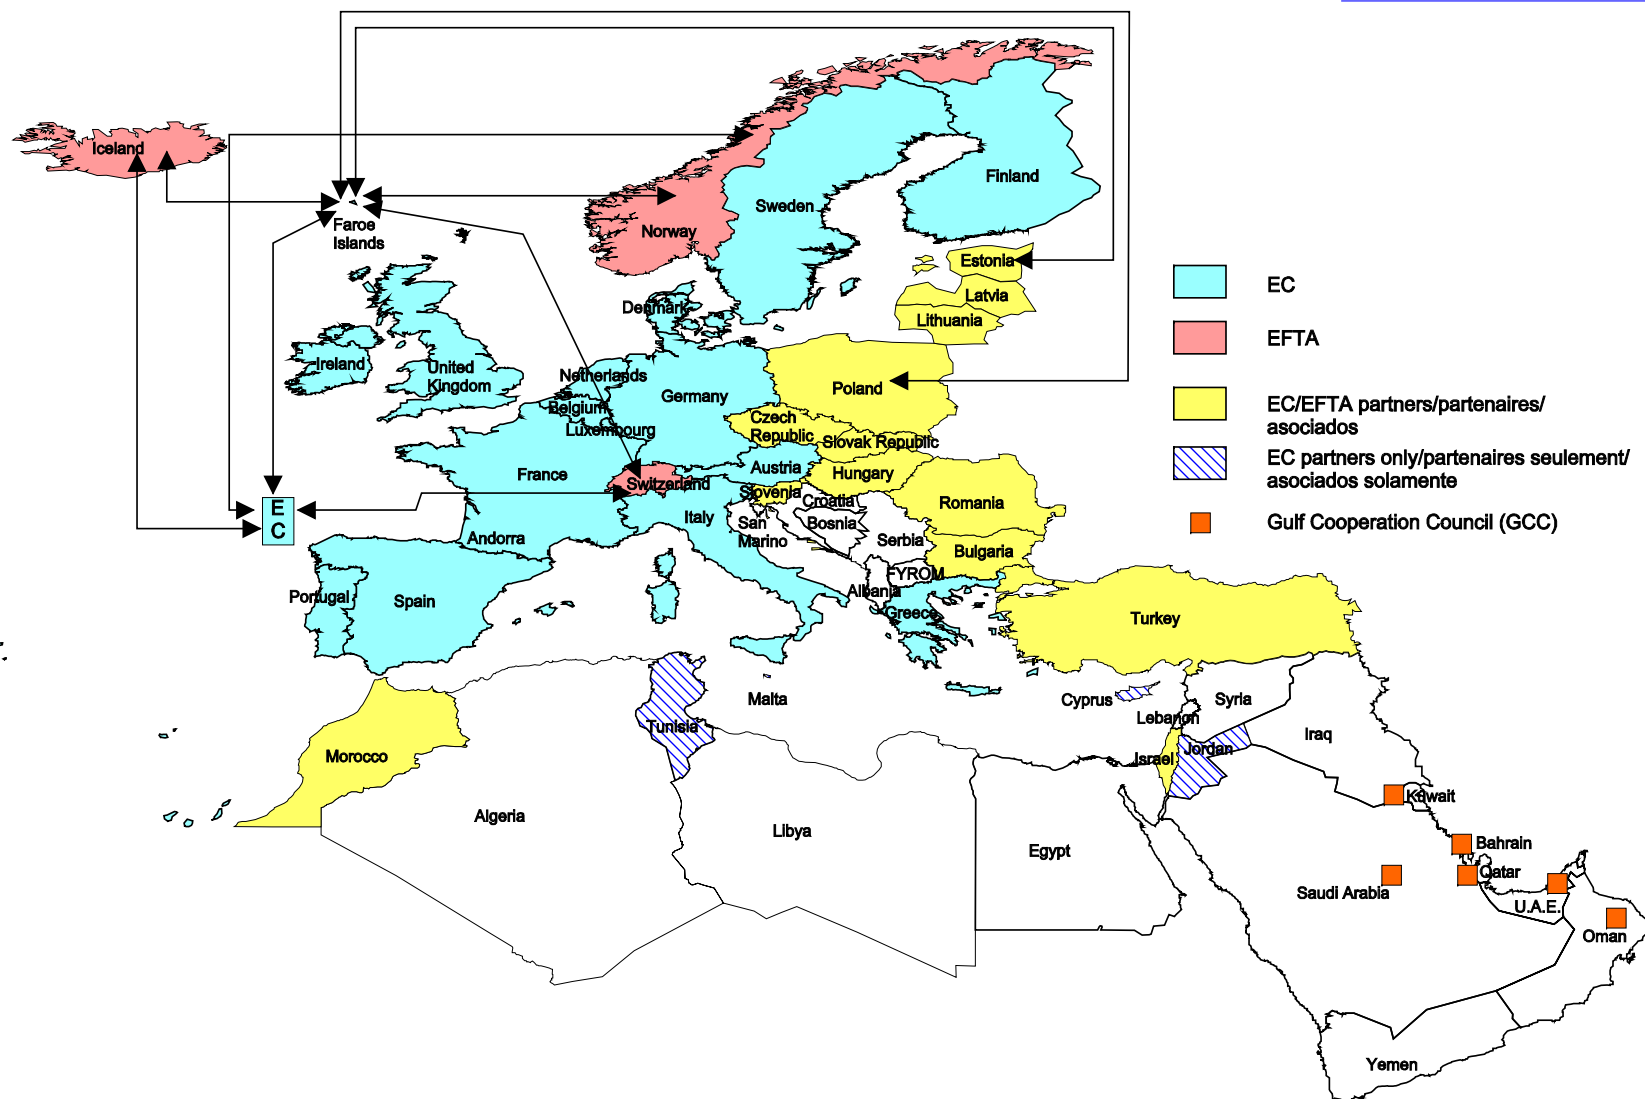 Iceland
Faroe
Islands
Norway
Sweden
Finland
Estonia
Latvia
Lithuania
Denmark
Ireland
United
Kingdom
Netherlands
Belgium
Luxembourg
Germany
Poland
Czech
Republic
Slovak Republic
Austria
Hungary
France
Switzerland
Slovenia
Croatia
Romania
E
C
Italy
San
Marino
Bosnia
Serbia
Bulgaria
Andorra
FYROM
Albania
Greece
Portugal
Spain
Turkey
EC
EFTA
EC/EFTA partners/partenaires/
asociados
EC partners only/partenaires seulement/
asociados solamente
Gulf Cooperation Council (GCC)
Malta
Cyprus
Syria
Lebanon
Tunisia
Morocco
Israel
Jordan
Iraq
Kuwait
Algeria
Libya
Egypt
Bahrain
Qatar
Saudi Arabia
U.A.E.
Oman
Yemen